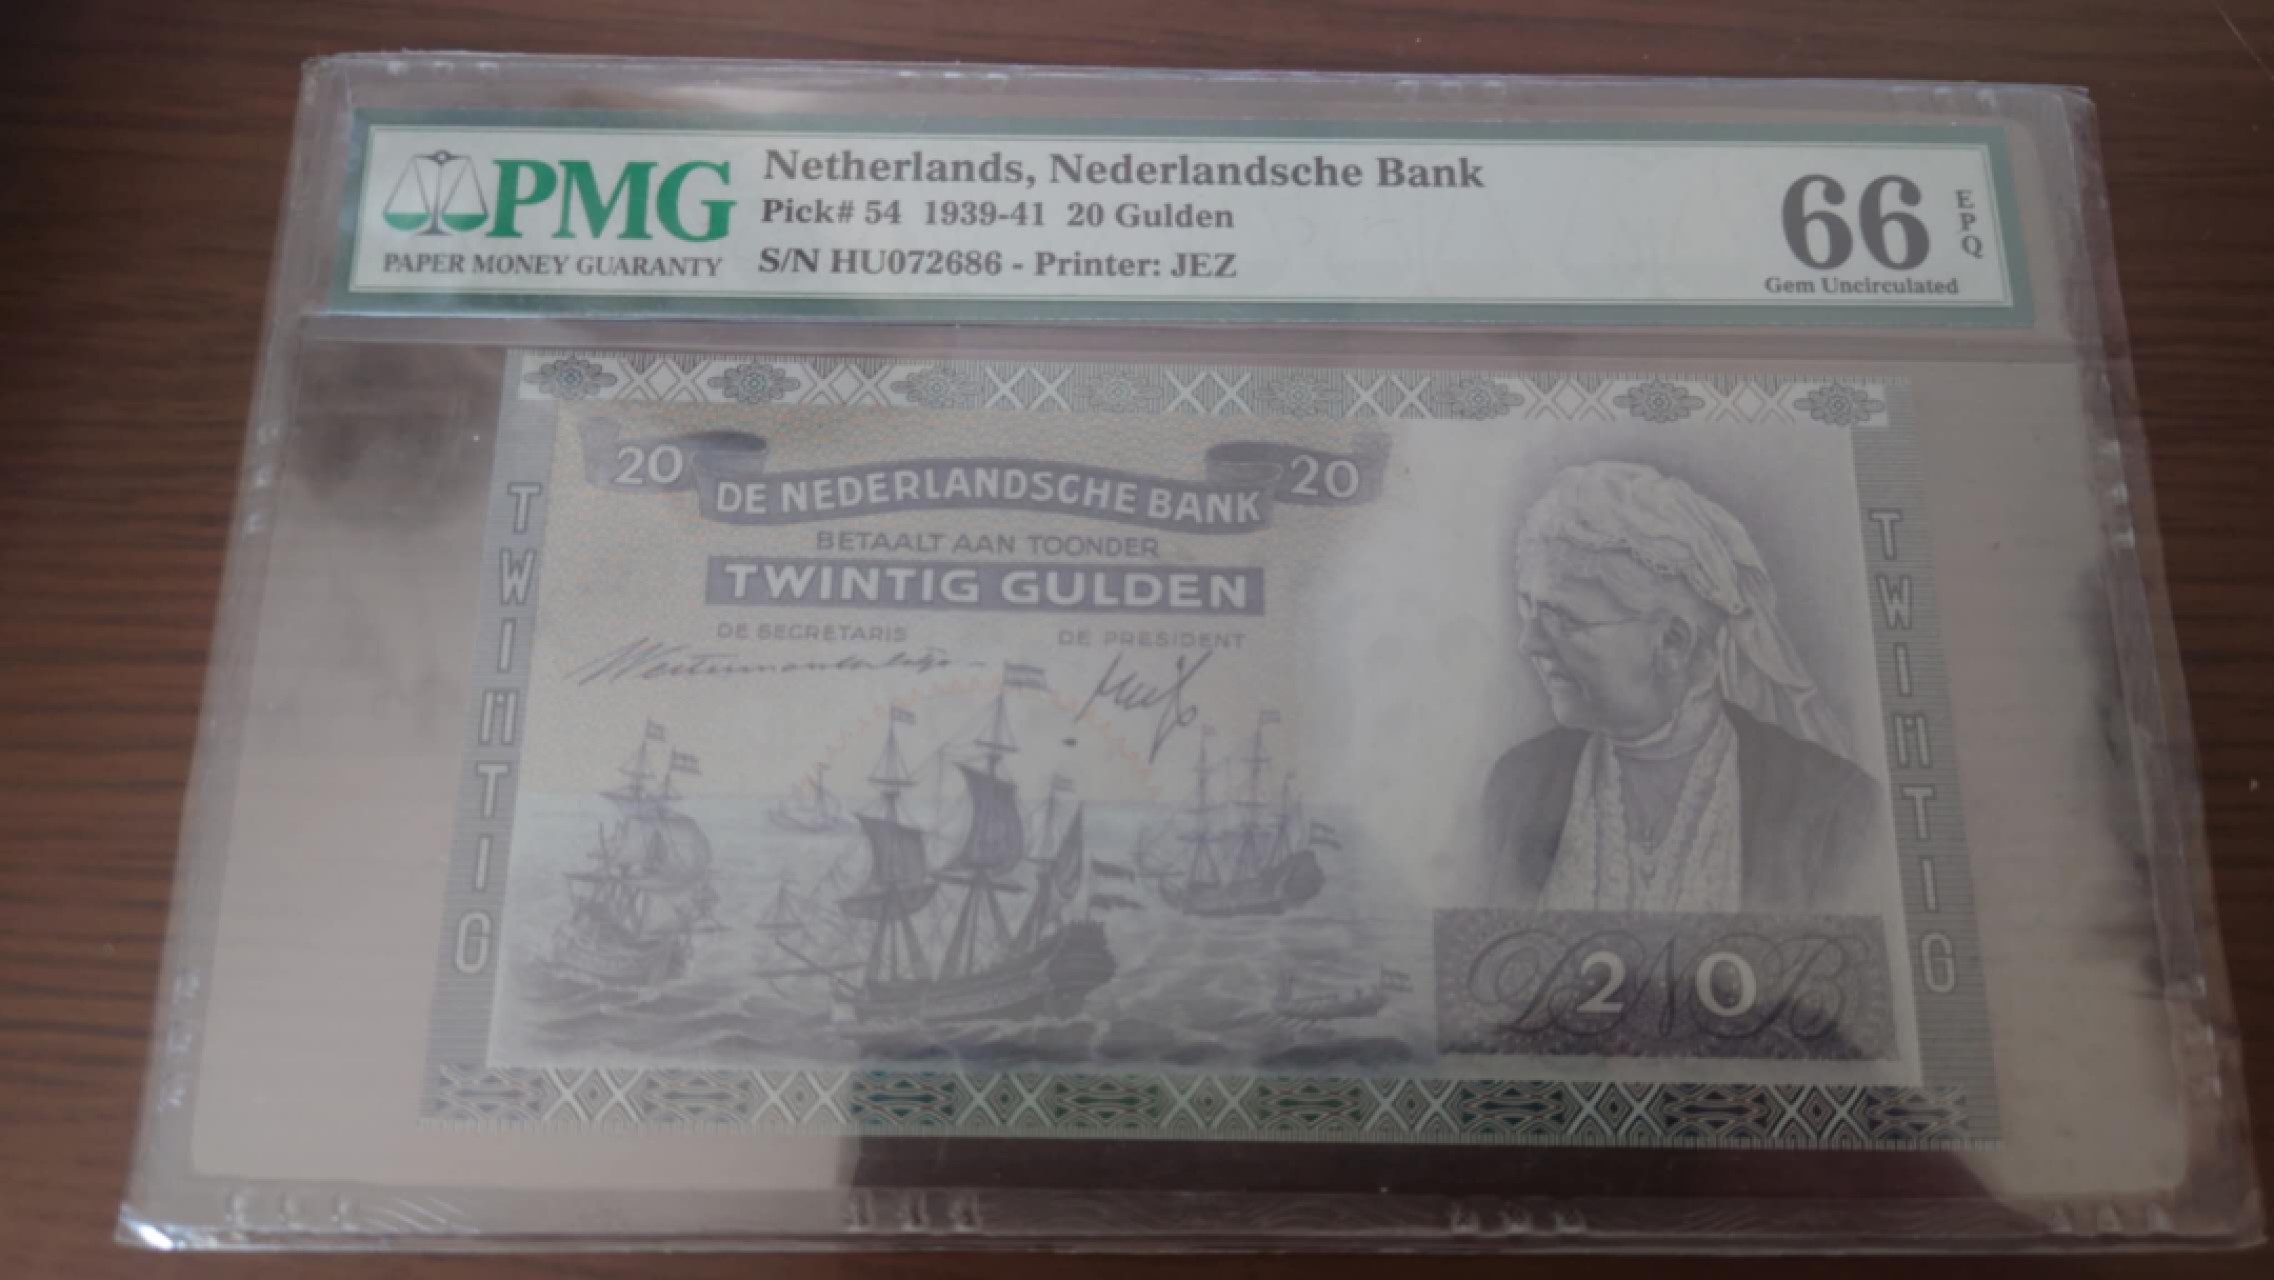 PMG
PAPER MONEY GUARANTY
Netherlands, Nederlandsche Bank
Pick# 54 1939-41 20 Gulden
S/N HU072686 - Printer: JEZ
66
EPQ
Gem Uncirculated
20
20
DE NEDERLANDSCHE BANK
BETAALT AAN TOONDER
TWINTIG GULDEN
DE SECRETARIS
DE PRESIDENT
TWINTIG
TWINTIG
DNB
20